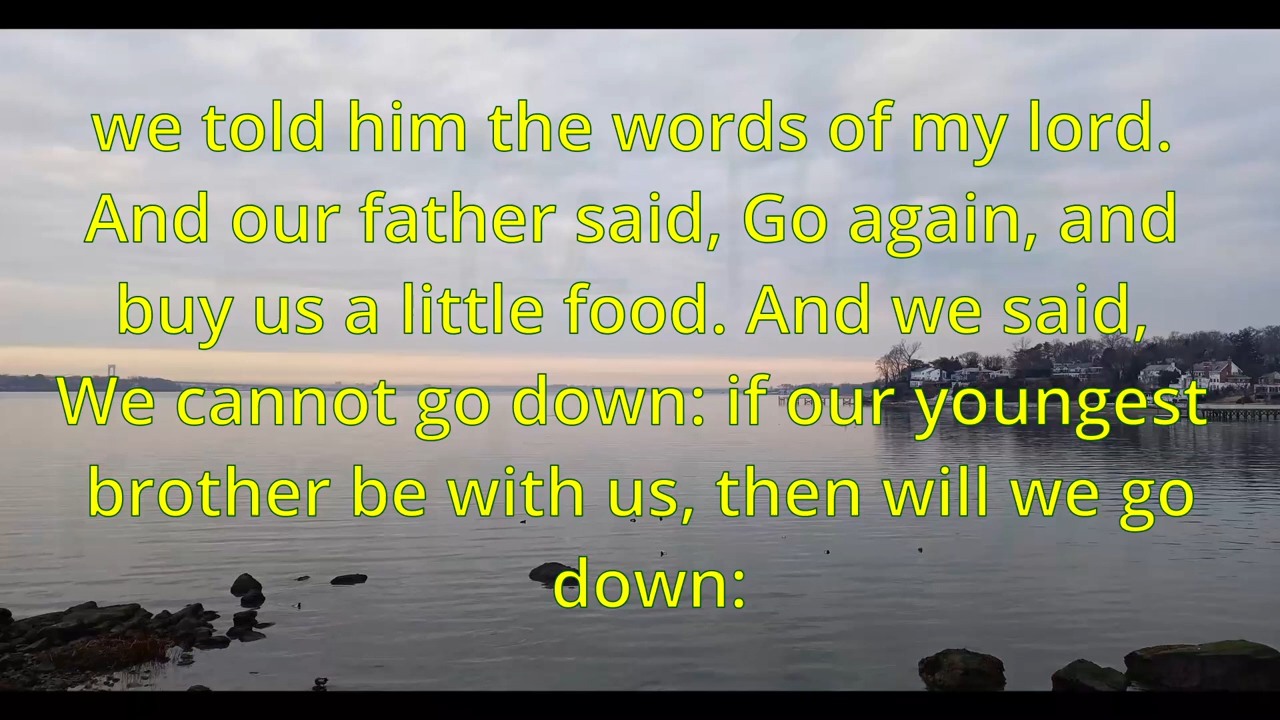 we told him the words of my lord.
And our father said, Go again, and
buy us a little food. And we said,
We cannot go down: if our youngest
brother be with us, then will we go
down: